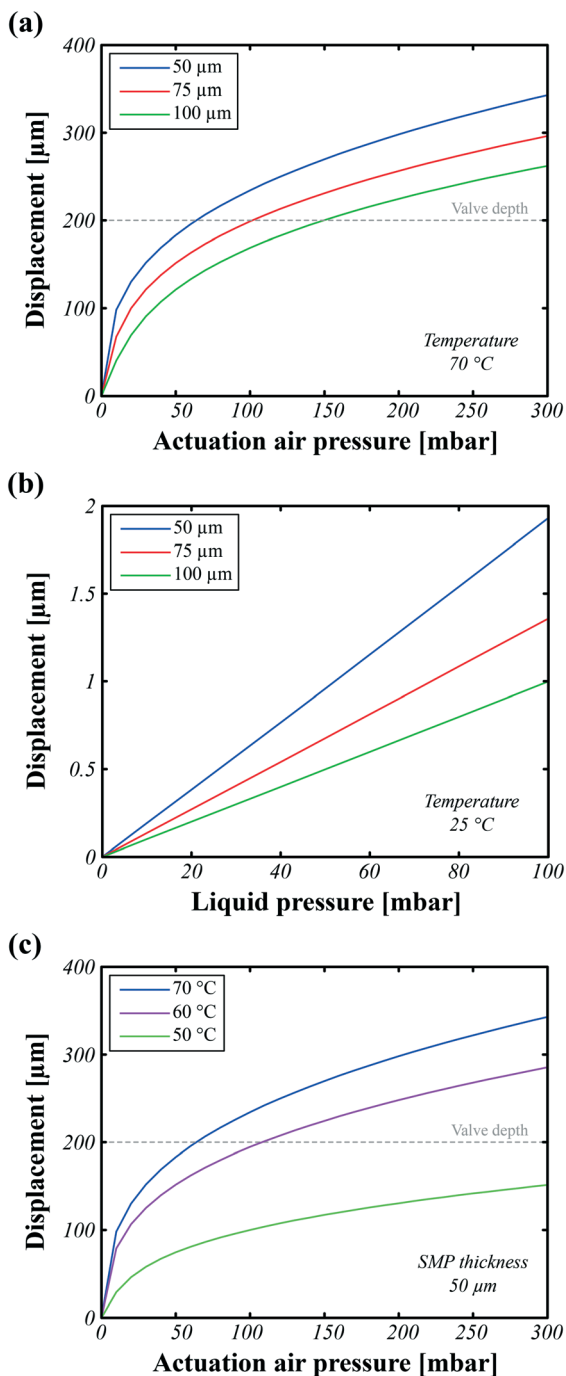 (a)
Displacement [µm]
400
300
200
100
0
50 µm
75 µm
100 µm
Valve depth
Temperature
70 °C
0
50
100
150
200
250
300
Actuation air pressure [mbar]
(b)
Displacement [µm]
2
1.5
1
0.5
0
50 µm
75 µm
100 µm
Temperature
25 °C
0
20
40
60
80
100
Liquid pressure [mbar]
(c)
Displacement [µm]
400
300
200
100
0
70 °C
60 °C
50 °C
Valve depth
SMP thickness
50 µm
0
50
100
150
200
250
300
Actuation air pressure [mbar]